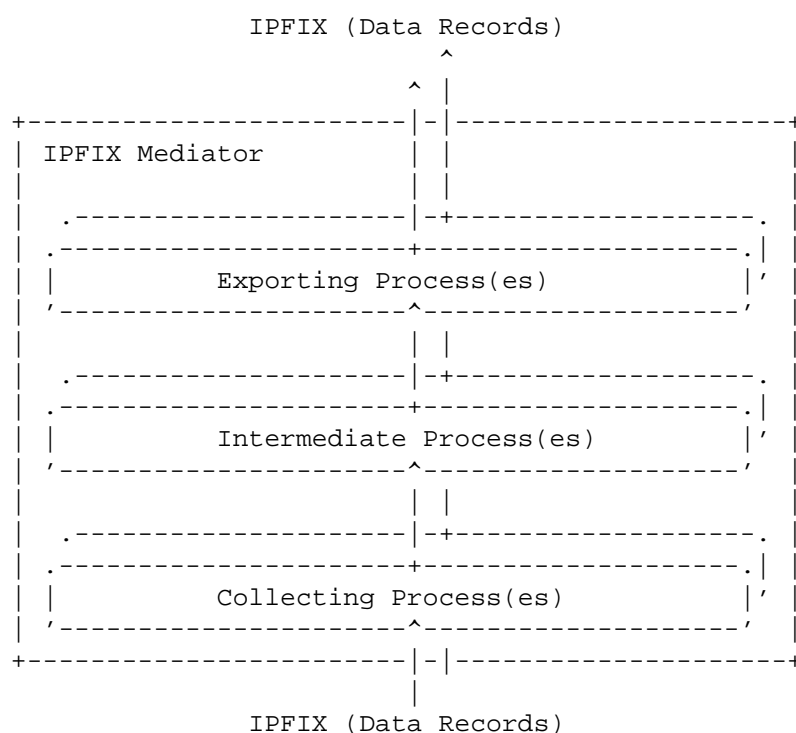 IPFIX (Data Records)
IPFIX Mediator
Exporting Process(es)
Intermediate Process(es)
Collecting Process(es)
IPFIX (Data Records)